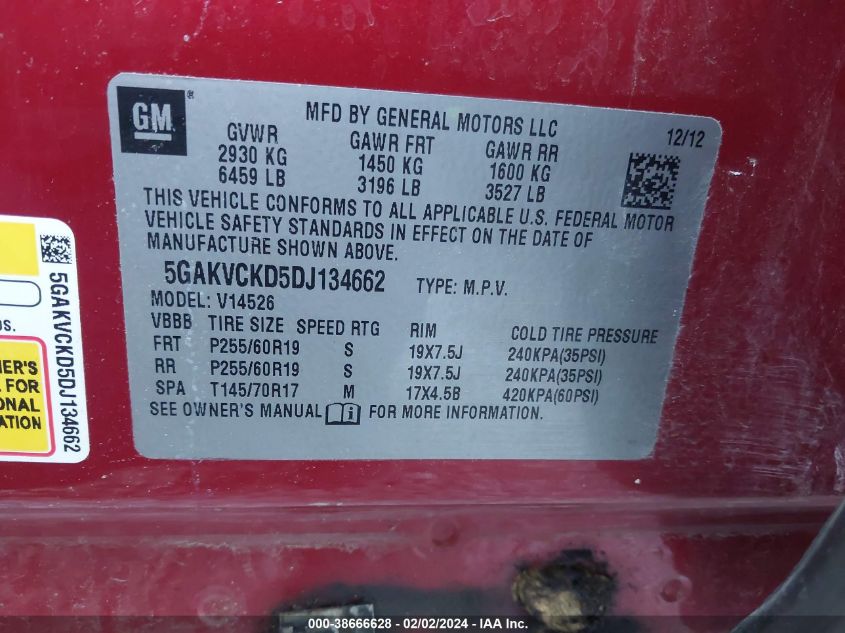 GM
MFD BY GENERAL MOTORS LLC
12/12
GVWR GAWR FRT GAWR RR
2930 KG 1450 KG 1600 KG
6459 LB 3196 LB 3527 LB
THIS VEHICLE CONFORMS TO ALL APPLICABLE U.S. FEDERAL MOTOR
VEHICLE SAFETY STANDARDS IN EFFECT ON THE DATE OF
MANUFACTURE SHOWN ABOVE.
5GAKVCKD5DJ134662 TYPE: M.P.V.
MODEL: V14526
VBBB TIRE SIZE SPEED RTG RIM COLD TIRE PRESSURE
FRT P255/60R19 S 19X7.5J 240KPA(35PSI)
RR P255/60R19 S 19X7.5J 240KPA(35PSI)
SPA T145/70R17 M 17X4.5B 420KPA(60PSI)
SEE OWNER'S MANUAL FOR MORE INFORMATION.
5GAKVCKD5DJ134662
000-38666628 - 02/02/2024 - IAA Inc.